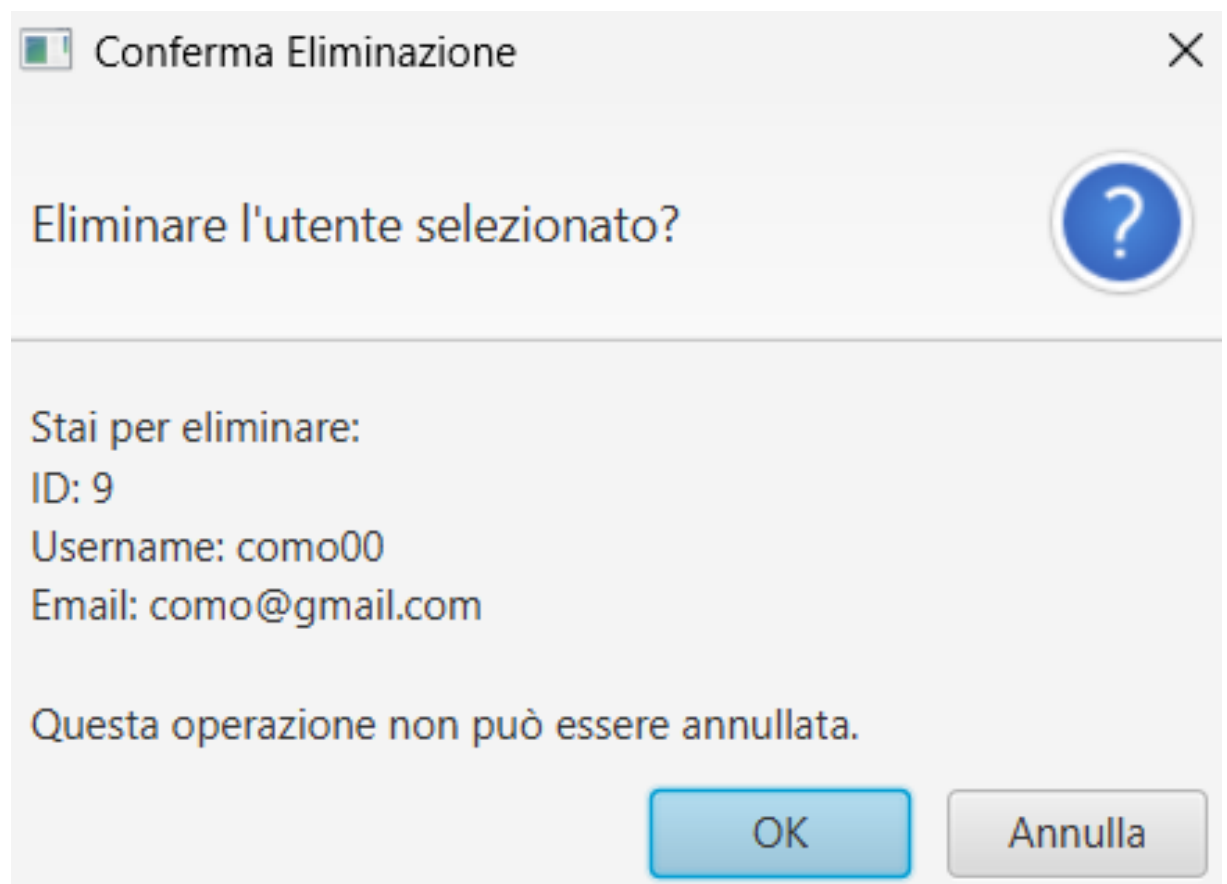 Conferma Eliminazione
Eliminare l'utente selezionato?
?
Stai per eliminare:
ID: 9
Username: como00
Email: como@gmail.com
Questa operazione non può essere annullata.
OK
Annulla